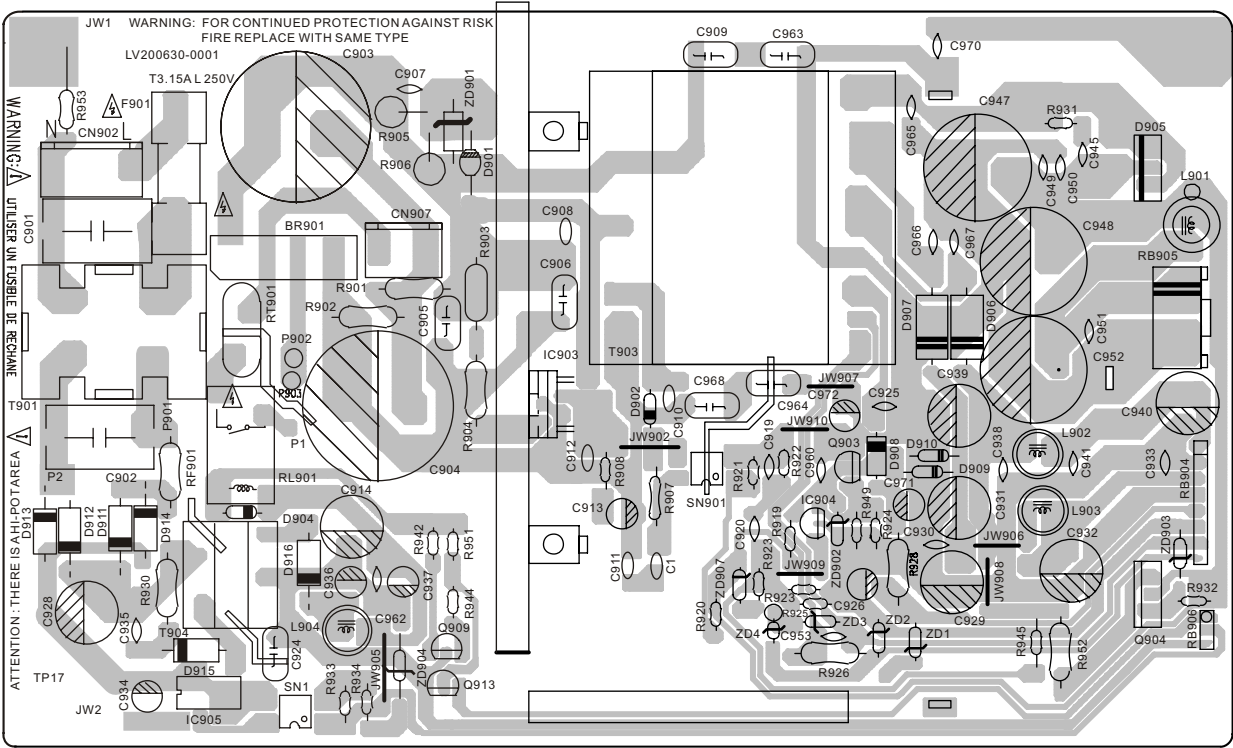 JW1 WARNING: FOR CONTINUED PROTECTION AGAINST RISK
FIRE REPLACE WITH SAME TYPE
LV200630-0001
C903
C909
C963
C970
T3.15A L 250V
C907
ZD901
R953
F901
N
L
CN902
R905
R906
D901
C965
C947
R931
D905
C945
C949
C950
L901
WARNING:
UTILISER UN FUSIBLE DE RECHANE
C901
BR901
CN907
R903
C908
C966
C967
C948
RB905
C906
R901
RT901
R902
C905
D907
D906
C951
P902
IC903
T903
C939
C952
P903
D902
C968
JW907
C972
C925
C964
C910
T901
P901
P1
R904
C940
JW902
JW910
C919
Q903
D908
D910
C938
L902
C912
R908
R921
R922
C960
D909
C941
C933
RB904
ATTENTION : THERE IS A HI-POT AREA
P2
C902
RF901
RL901
C904
R907
SN901
C971
C931
D913
D912
D911
D914
D904
C914
C913
IC904
R949
R924
L903
C920
R919
C930
JW906
C932
ZD903
R942
R951
D916
C936
C937
C911
C1
R923
ZD902
R928
JW909
ZD907
JW908
R930
R944
R923
R932
C928
C935
L904
C962
R920
R925
C926
C929
T904
Q909
ZD4
C953
ZD3
ZD2
ZD1
R945
R952
Q904
RB906
C924
D915
R933
R934
JW905
ZD904
R926
TP17
C934
SN1
Q913
JW2
IC905